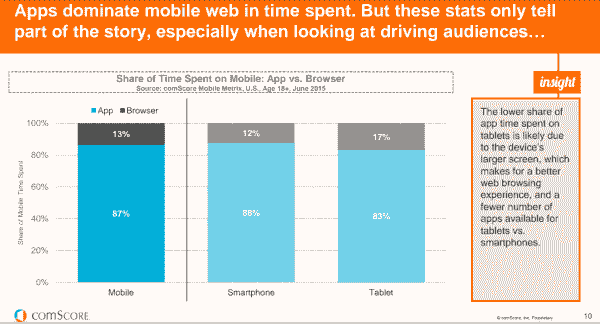 Apps dominate mobile web in time spent. But these stats only tell
part of the story, especially when looking at driving audiences…
Share of Time Spent on Mobile: App vs. Browser
Source: comScore Mobile Metrix, U.S., Age 18+, June 2015
insight
App Browser
100%
80%
60%
40%
20%
0%
Share of Mobile Time Spent
13%
87%
12%
88%
17%
83%
Mobile
Smartphone
Tablet
The lower share of
app time spent on
tablets is likely due
to the device's
larger screen, which
makes for a better
web browsing
experience, and a
fewer number of
apps available for
tablets vs.
smartphones.
comSCORE
© comScore, Inc. Proprietary.
10